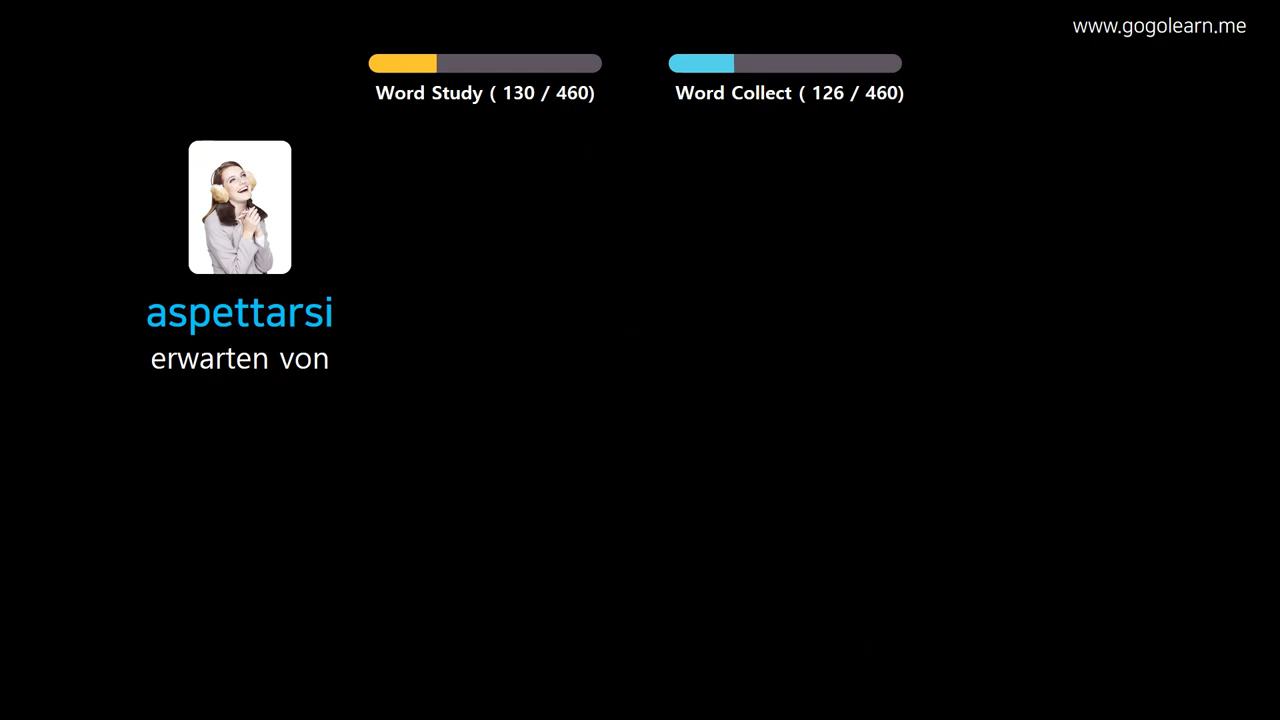 www.gogolearn.me
Word Study ( 130 / 460)
Word Collect ( 126 / 460)
aspettarsi
erwarten von